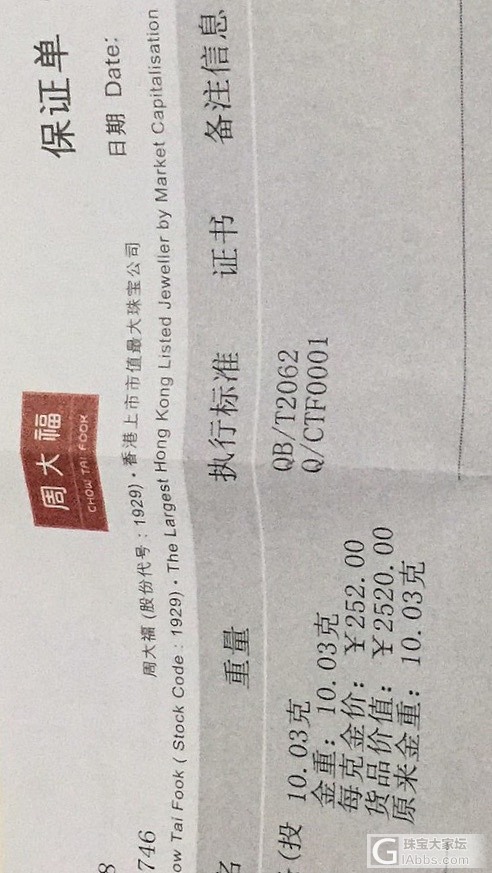 周大福
CHOW TAI FOOK
保证单
日期 Date:
周大福 (股份代号 : 1929)・香港上市市值最大珠宝公司
ow Tai Fook ( Stock Code : 1929)・The Largest Hong Kong Listed Jeweller by Market Capitalisation
8
746
重量 执行标准 证书 备注信息
(投 10.03克 QB/T2062
金重: 10.03克 Q/CTF0001
每克金价: ¥252.00
货品价值: ¥2520.00
原来金重: 10.03克
珠宝大家坛
GIAbbs.com